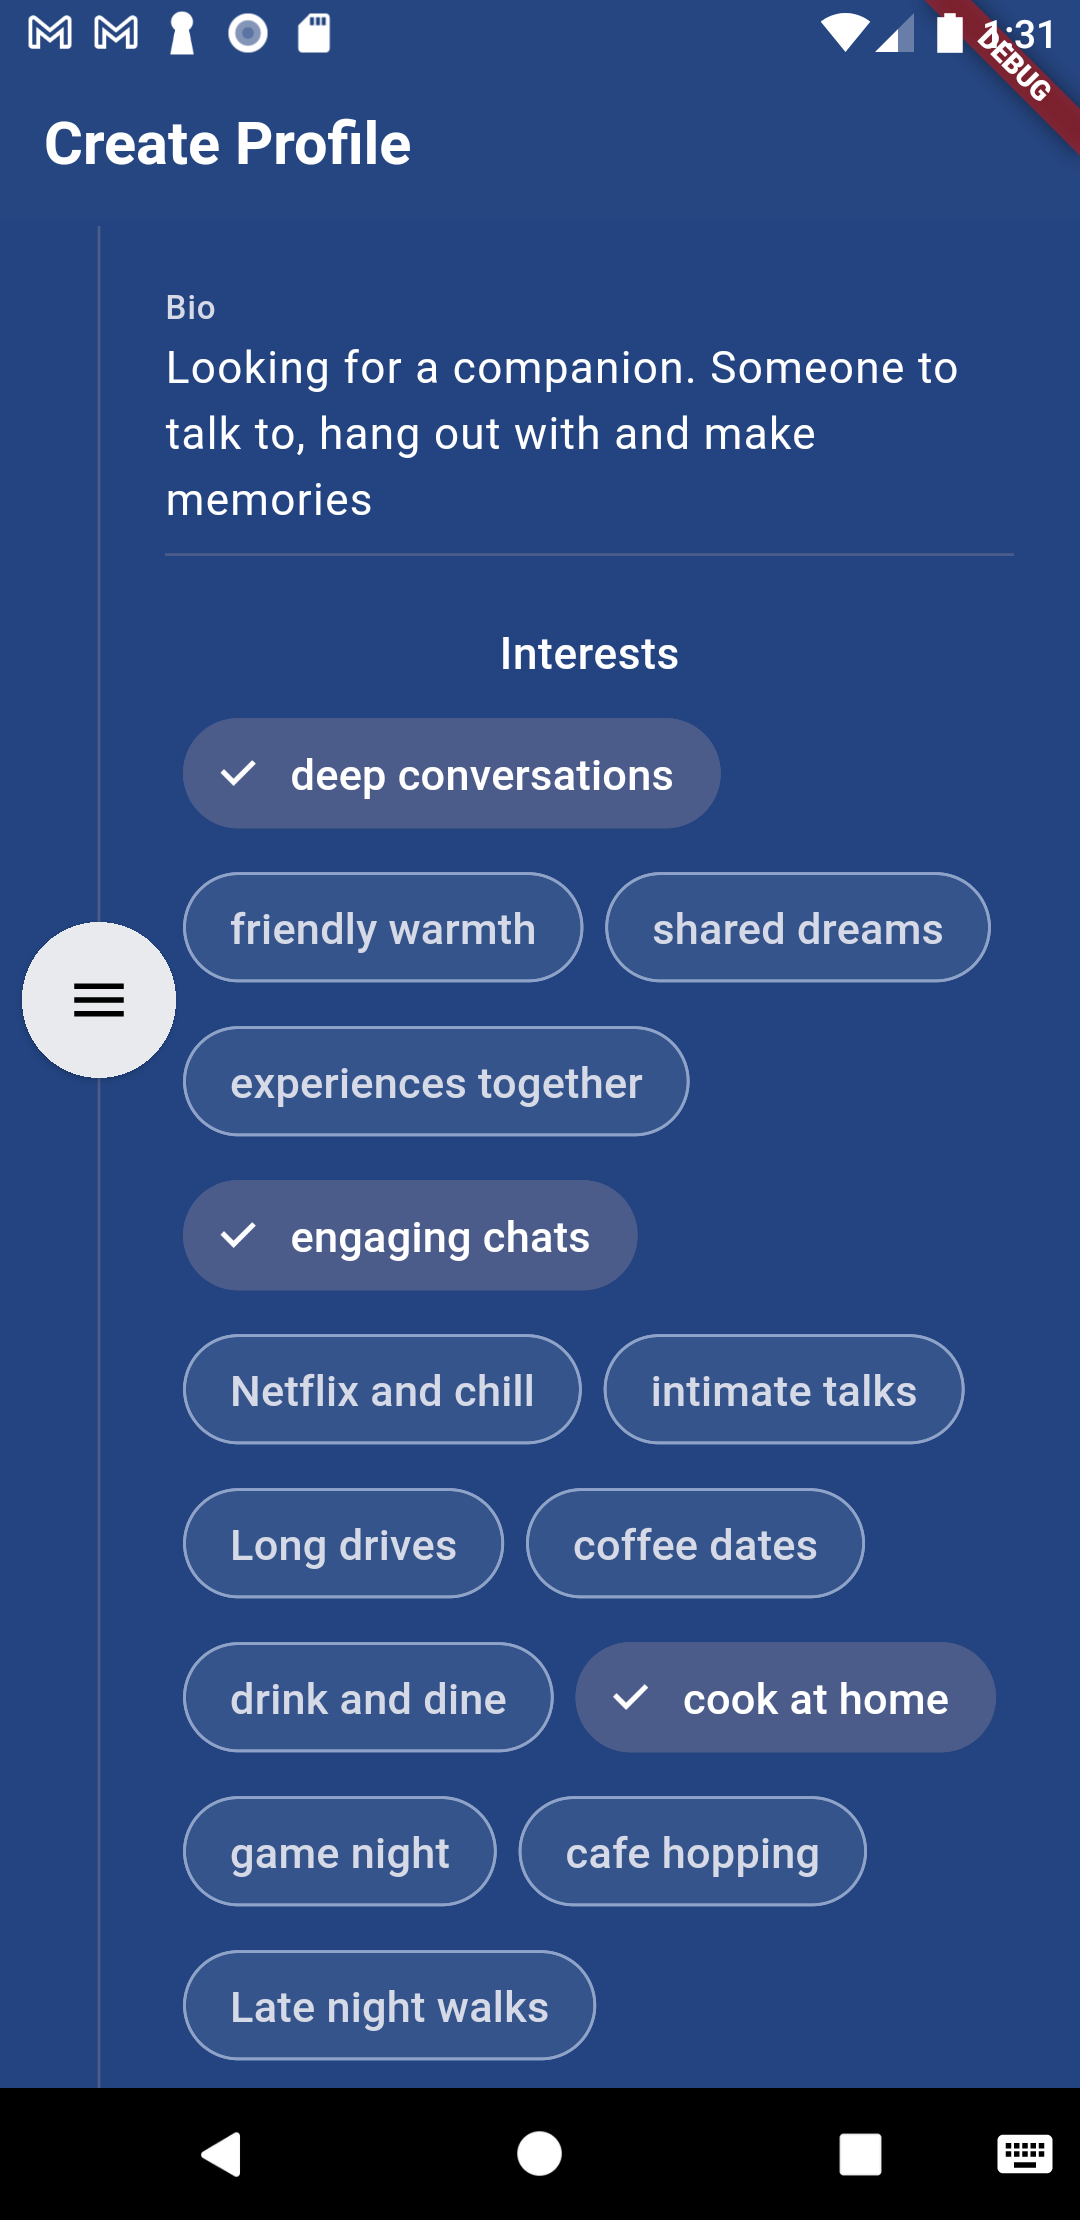 1:31
DEBUG
Create Profile
Bio
Looking for a companion. Someone to
talk to, hang out with and make
memories
Interests
deep conversations
friendly warmth shared dreams
experiences together
engaging chats
Netflix and chill intimate talks
Long drives coffee dates
drink and dine cook at home
game night cafe hopping
Late night walks